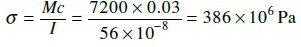 σ = Mc/I = 7200 × 0.03/56 × 10⁻⁸ = 386 × 10⁶ Pa